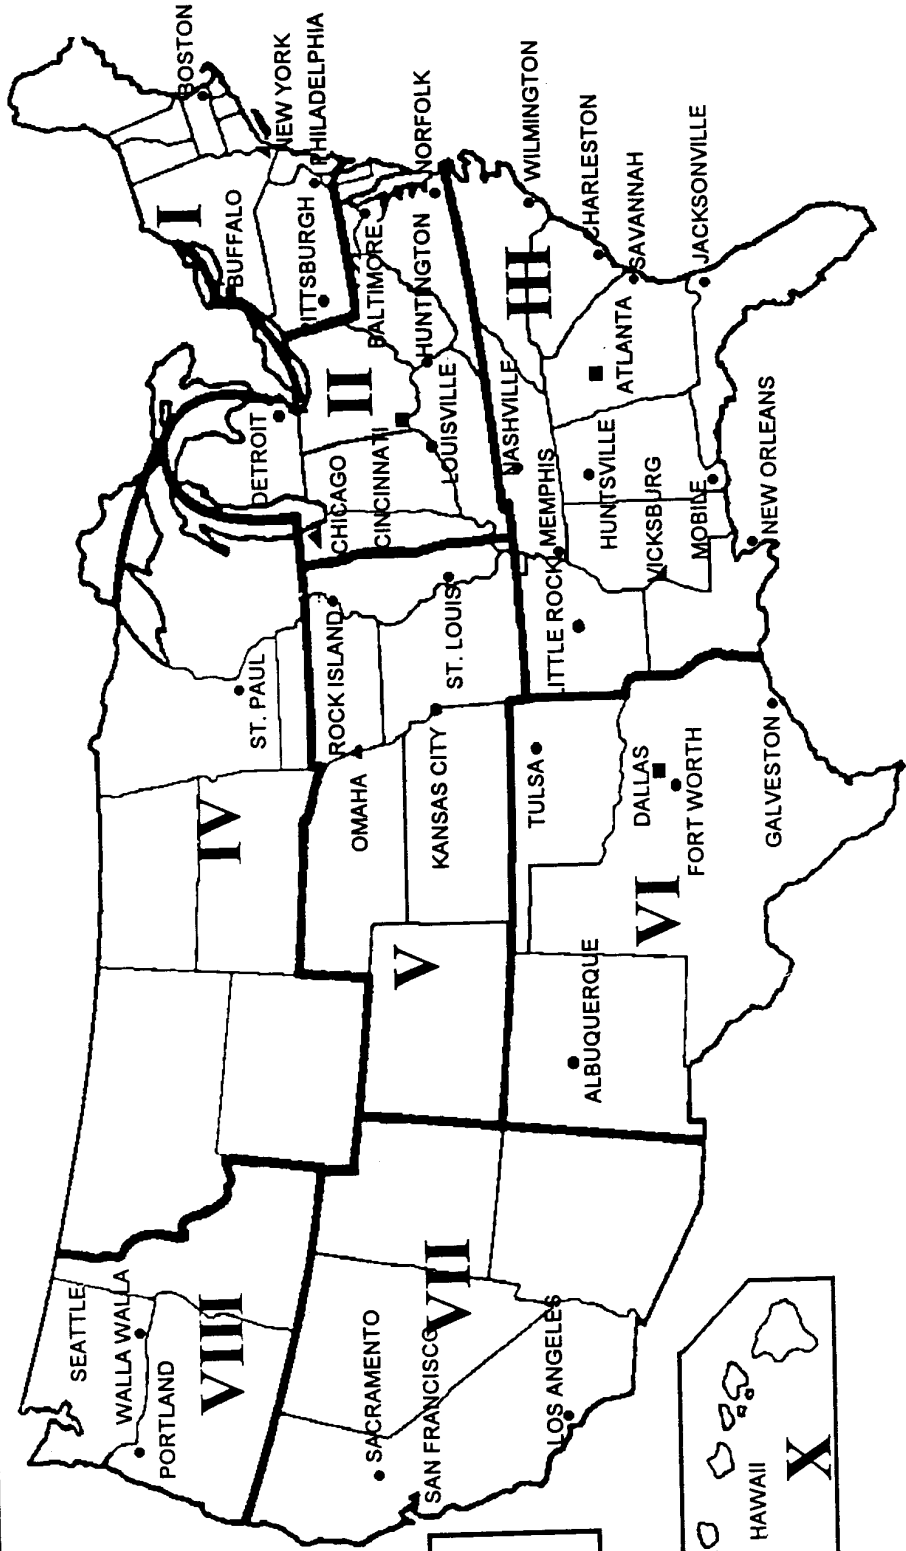 SEATTLE
WALLA WALLA
PORTLAND
VIII
SACRAMENTO
SAN FRANCISCO
VII
LOS ANGELES
HAWAII
X
IV
ST. PAUL
OMAHA
ROCK ISLAND
KANSAS CITY
ST. LOUIS
V
ALBUQUERQUE
TULSA
VI
DALLAS
FORT WORTH
GALVESTON
LITTLE ROCK
DETROIT
CHICAGO
II
CINCINNATI
LOUISVILLE
HUNTINGTON
BALTIMORE
NORFOLK
I
BUFFALO
PITTSBURGH
BOSTON
NEW YORK
PHILADELPHIA
NASHVILLE
MEMPHIS
III
HUNTSVILLE
VICKSBURG
MOBILE
NEW ORLEANS
ATLANTA
WILMINGTON
CHARLESTON
SAVANNAH
JACKSONVILLE